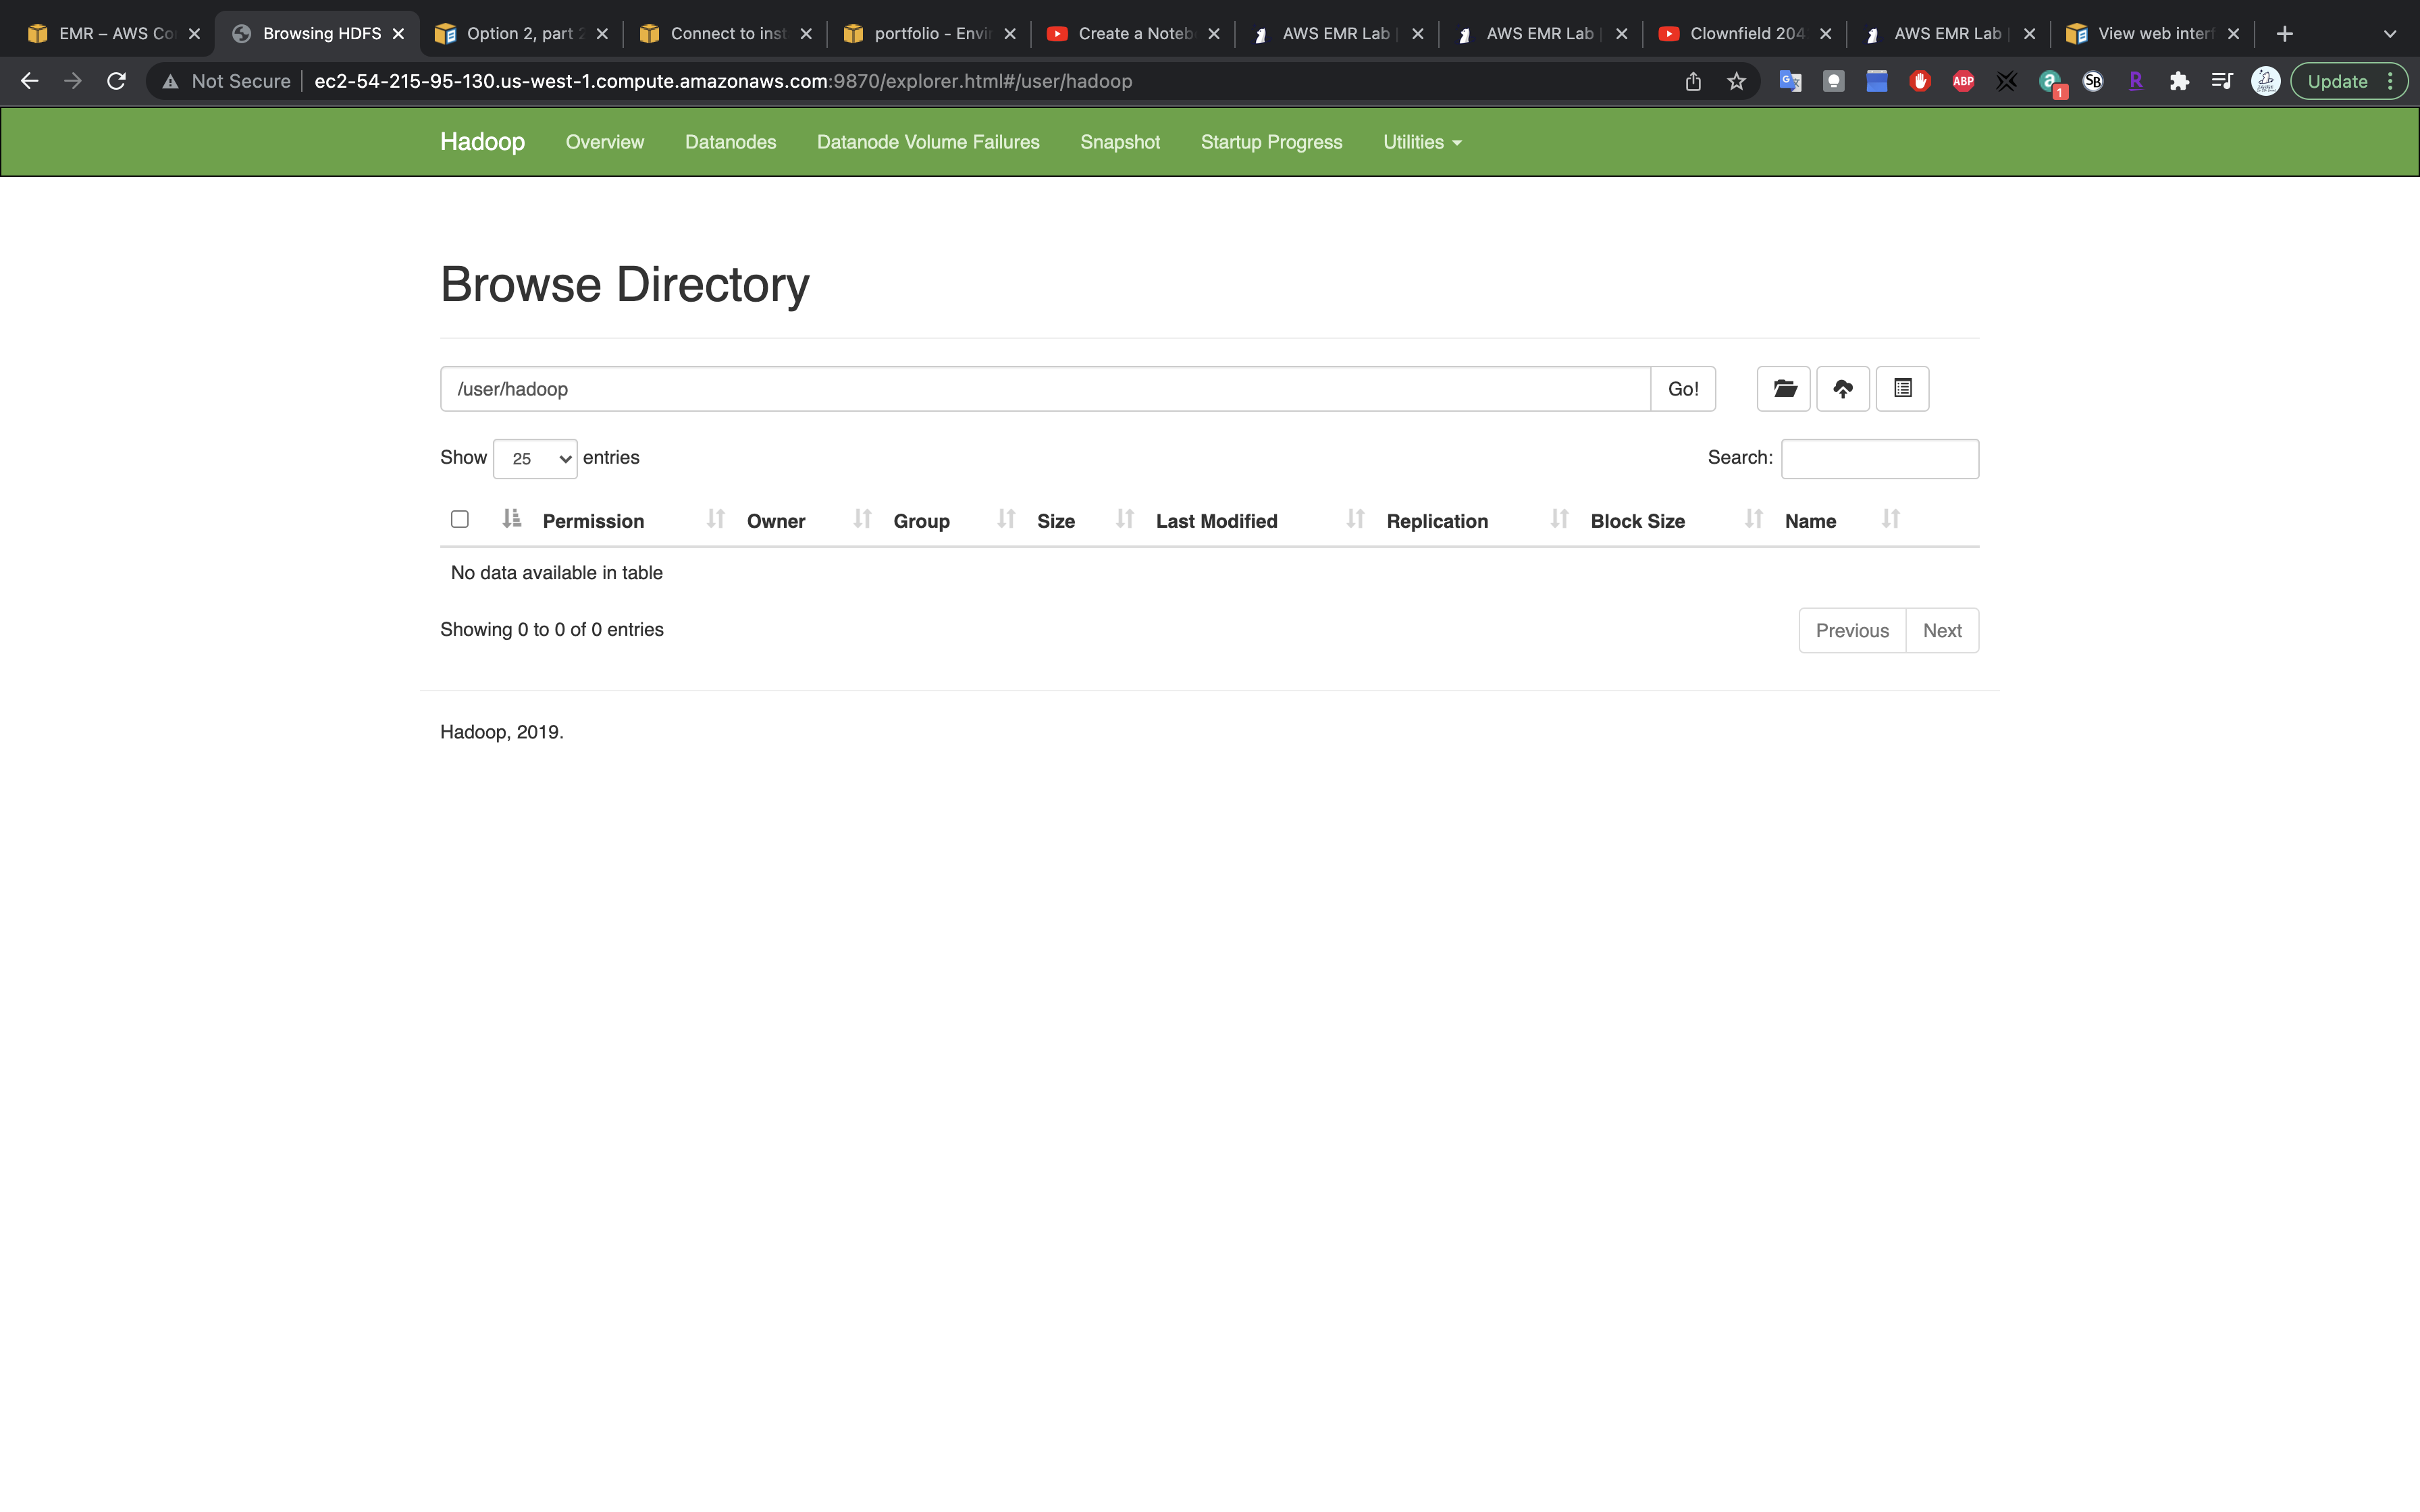 EMR – AWS Co Browsing HDFS Option 2, part 2 Connect to inst portfolio - Envi Create a Noteb AWS EMR Lab AWS EMR Lab Clownfield 204 AWS EMR Lab View web interf
Not Secure ec2-54-215-95-130.us-west-1.compute.amazonaws.com:9870/explorer.html#/user/hadoop ABP a 1 SB R Update
Hadoop Overview Datanodes Datanode Volume Failures Snapshot Startup Progress Utilities
Browse Directory
/user/hadoop Go!
Show 25 entries Search:
Permission Owner Group Size Last Modified Replication Block Size Name
No data available in table
Showing 0 to 0 of 0 entries Previous Next
Hadoop, 2019.